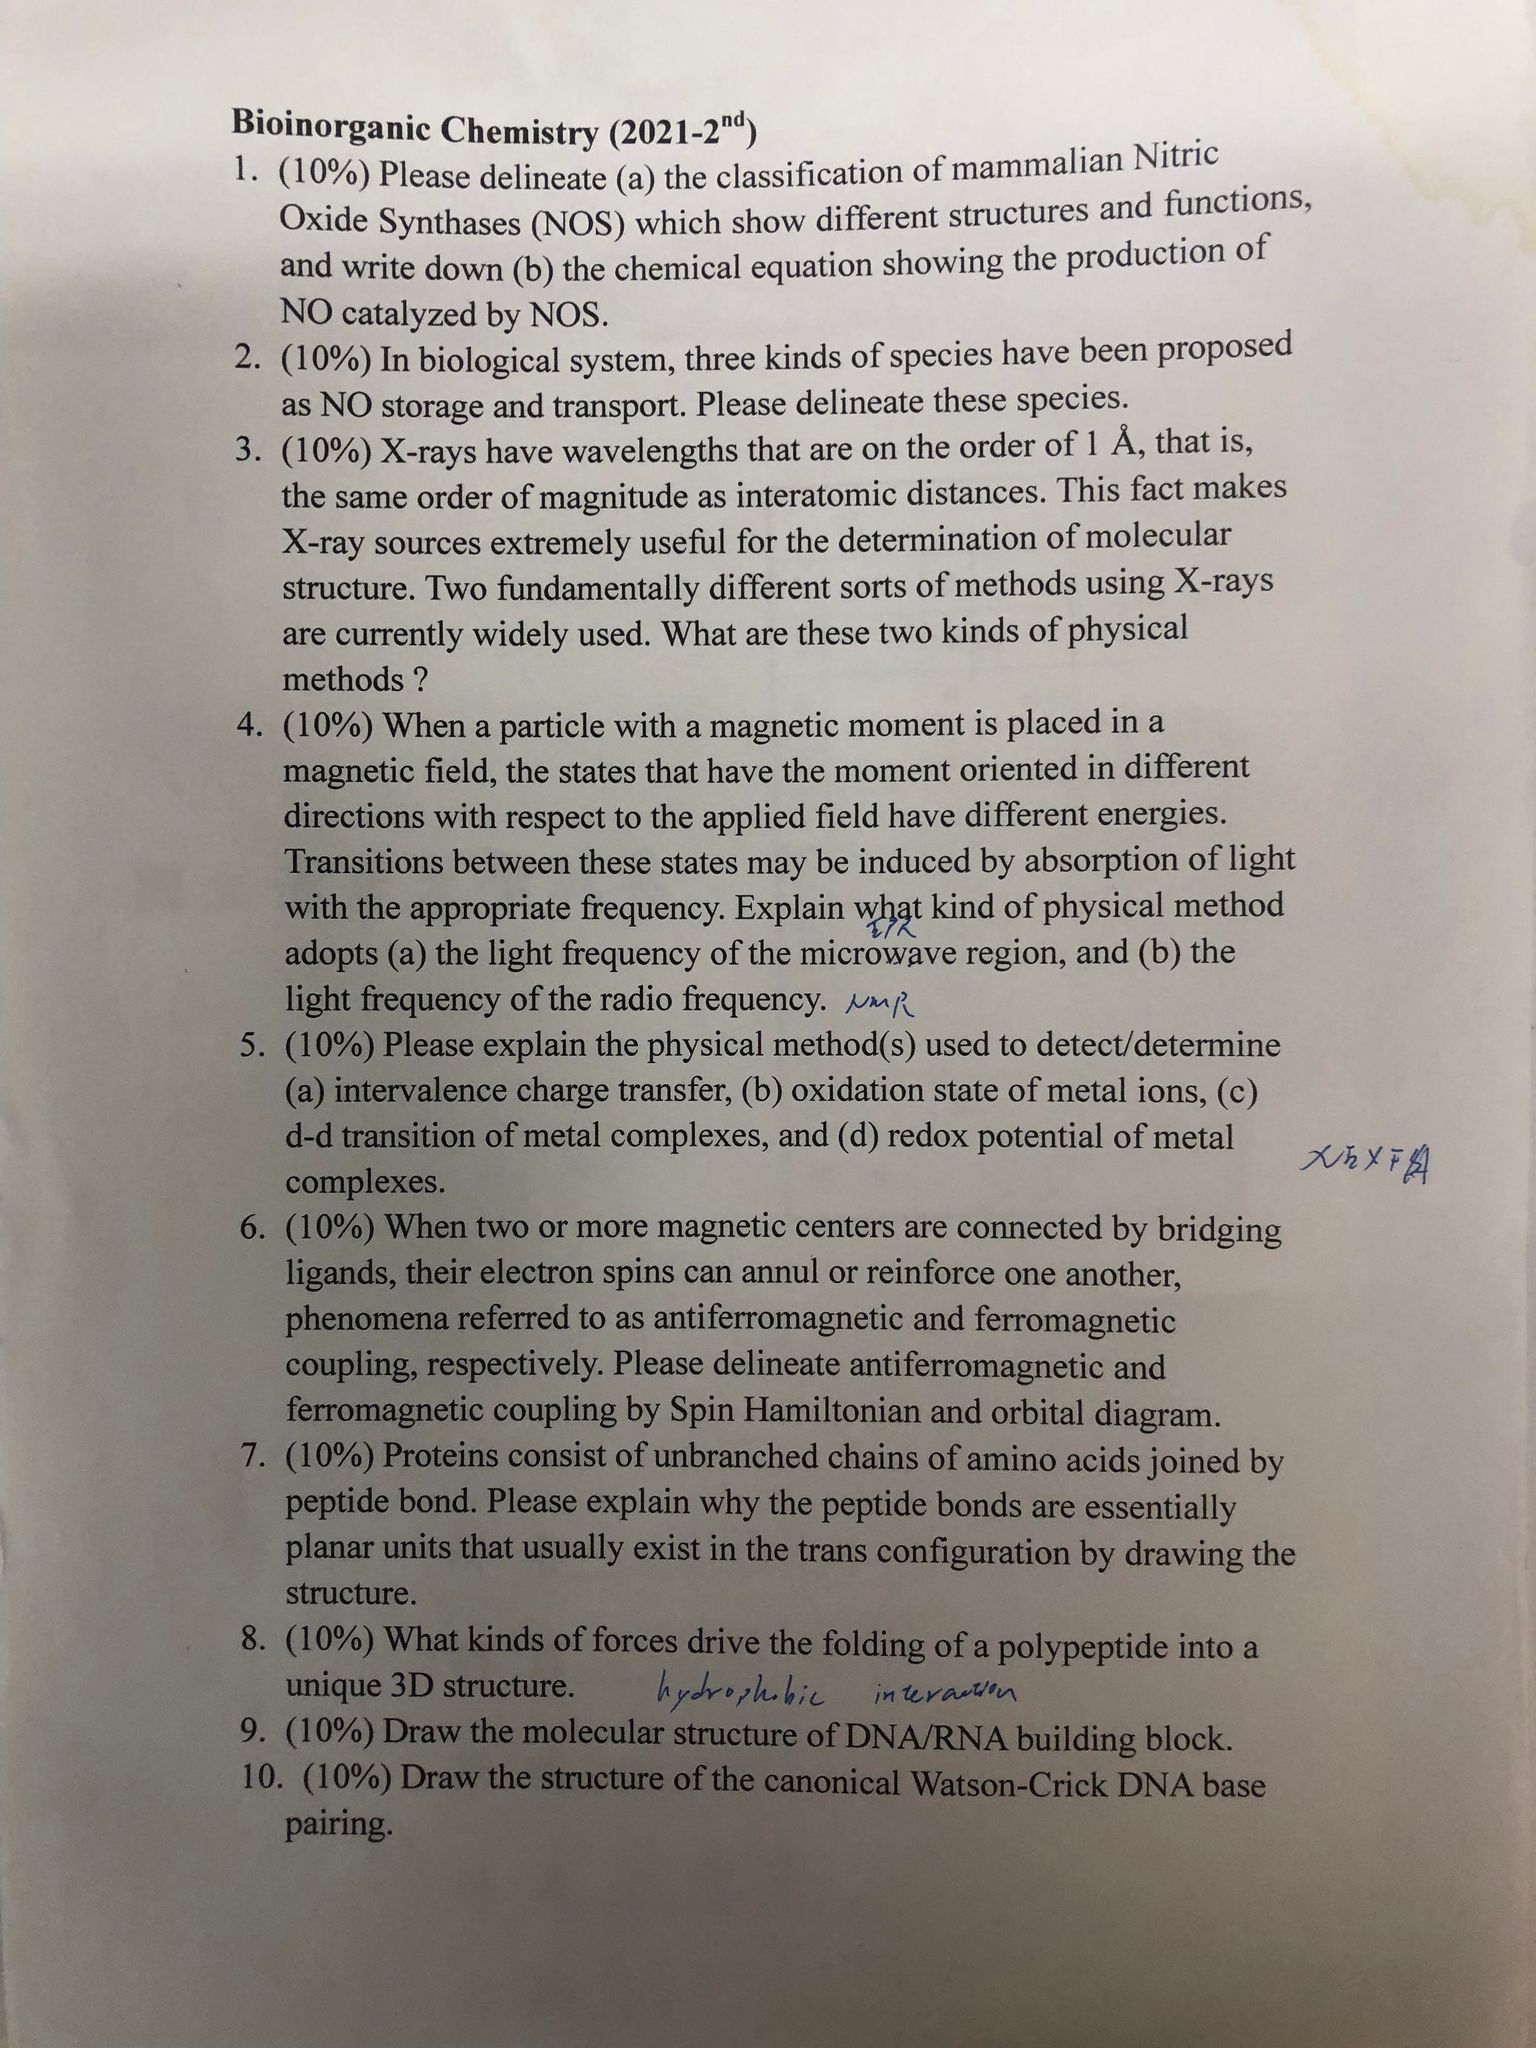 Bioinorganic Chemistry (2021-2nd)
1. (10%) Please delineate (a) the classification of mammalian Nitric
Oxide Synthases (NOS) which show different structures and functions,
and write down (b) the chemical equation showing the production of
NO catalyzed by NOS.
2. (10%) In biological system, three kinds of species have been proposed
as NO storage and transport. Please delineate these species.
3. (10%) X-rays have wavelengths that are on the order of 1 Å, that is,
the same order of magnitude as interatomic distances. This fact makes
X-ray sources extremely useful for the determination of molecular
structure. Two fundamentally different sorts of methods using X-rays
are currently widely used. What are these two kinds of physical
methods ?
4. (10%) When a particle with a magnetic moment is placed in a
magnetic field, the states that have the moment oriented in different
directions with respect to the applied field have different energies.
Transitions between these states may be induced by absorption of light
with the appropriate frequency. Explain what kind of physical method
EPR
adopts (a) the light frequency of the microwave region, and (b) the
light frequency of the radio frequency. NMR
5. (10%) Please explain the physical method(s) used to detect/determine
(a) intervalence charge transfer, (b) oxidation state of metal ions, (c)
d-d transition of metal complexes, and (d) redox potential of metal
complexes.
6. (10%) When two or more magnetic centers are connected by bridging
ligands, their electron spins can annul or reinforce one another,
phenomena referred to as antiferromagnetic and ferromagnetic
coupling, respectively. Please delineate antiferromagnetic and
ferromagnetic coupling by Spin Hamiltonian and orbital diagram.
7. (10%) Proteins consist of unbranched chains of amino acids joined by
peptide bond. Please explain why the peptide bonds are essentially
planar units that usually exist in the trans configuration by drawing the
structure.
8. (10%) What kinds of forces drive the folding of a polypeptide into a
unique 3D structure. hydrophobic interaction
9. (10%) Draw the molecular structure of DNA/RNA building block.
10. (10%) Draw the structure of the canonical Watson-Crick DNA base
pairing.